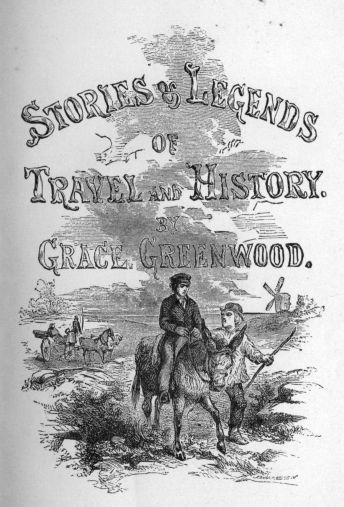 STORIES & LEGENDS
OF
TRAVEL AND HISTORY.
BY
GRACE GREENWOOD.